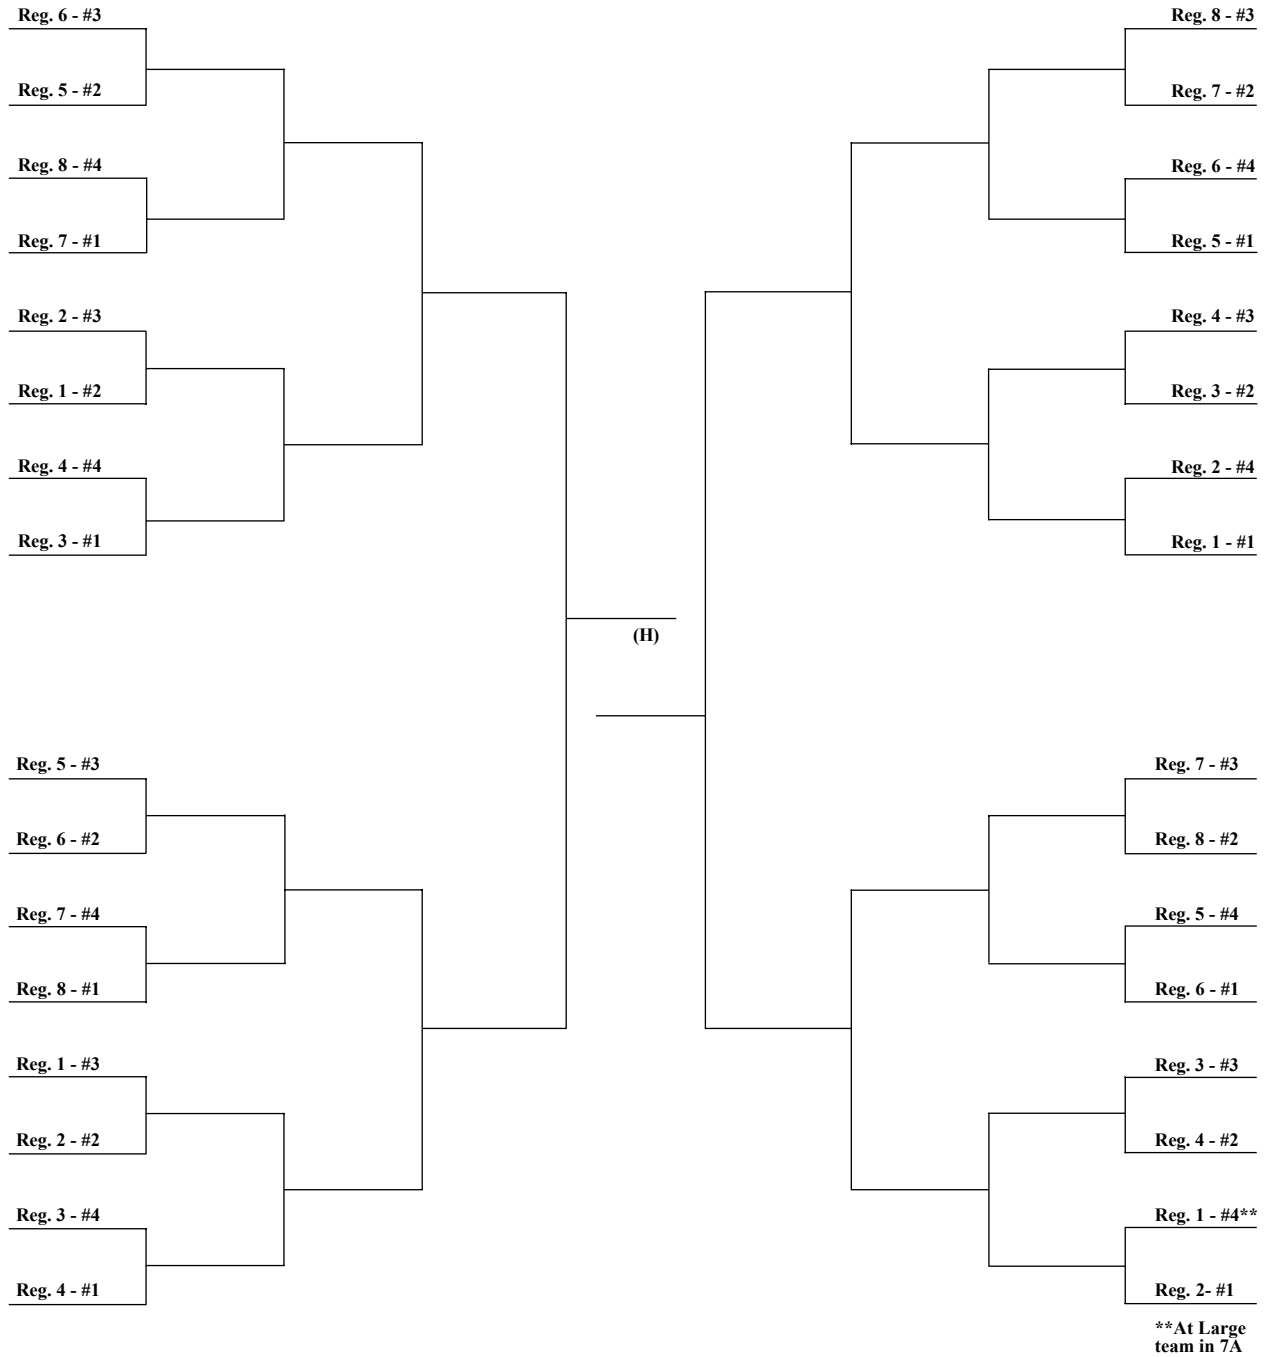 Reg. 6 - #3
Reg. 5 - #2
Reg. 8 - #4
Reg. 7 - #1
Reg. 2 - #3
Reg. 1 - #2
Reg. 4 - #4
Reg. 3 - #1
Reg. 5 - #3
Reg. 6 - #2
Reg. 7 - #4
Reg. 8 - #1
Reg. 1 - #3
Reg. 2 - #2
Reg. 3 - #4
Reg. 4 - #1
(H)
Reg. 8 - #3
Reg. 7 - #2
Reg. 6 - #4
Reg. 5 - #1
Reg. 4 - #3
Reg. 3 - #2
Reg. 2 - #4
Reg. 1 - #1
Reg. 7 - #3
Reg. 8 - #2
Reg. 5 - #4
Reg. 6 - #1
Reg. 3 - #3
Reg. 4 - #2
Reg. 1 - #4**
Reg. 2- #1
**At Large
team in 7A